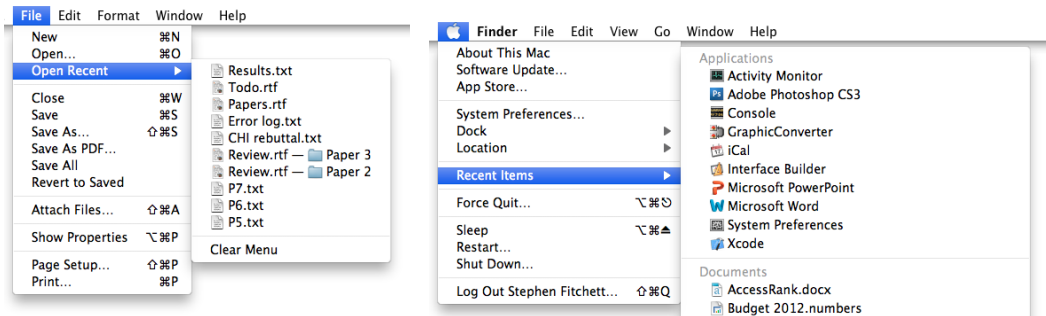 File Edit Format Window Help
New ⌘N
Open... ⌘O
Open Recent ▶
Close ⌘W
Save ⌘S
Save As... ⇧⌘S
Save As PDF...
Save All
Revert to Saved
Attach Files... ⇧⌘A
Show Properties ⌥⌘P
Page Setup... ⇧⌘P
Print... ⌘P
Results.txt
Todo.rtf
Papers.rtf
Error log.txt
CHI rebuttal.txt
Review.rtf — Paper 3
Review.rtf — Paper 2
P7.txt
P6.txt
P5.txt
Clear Menu
Finder File Edit View Go Window Help
About This Mac
Software Update...
App Store...
System Preferences...
Dock ▶
Location ▶
Recent Items ▶
Force Quit... ⌥⌘⎋
Sleep ⌥⌘⏏
Restart...
Shut Down...
Log Out Stephen Fitchett... ⇧⌘Q
Applications
Activity Monitor
Adobe Photoshop CS3
Console
GraphicConverter
iCal
Interface Builder
Microsoft PowerPoint
Microsoft Word
System Preferences
Xcode
Documents
AccessRank.docx
Budget 2012.numbers